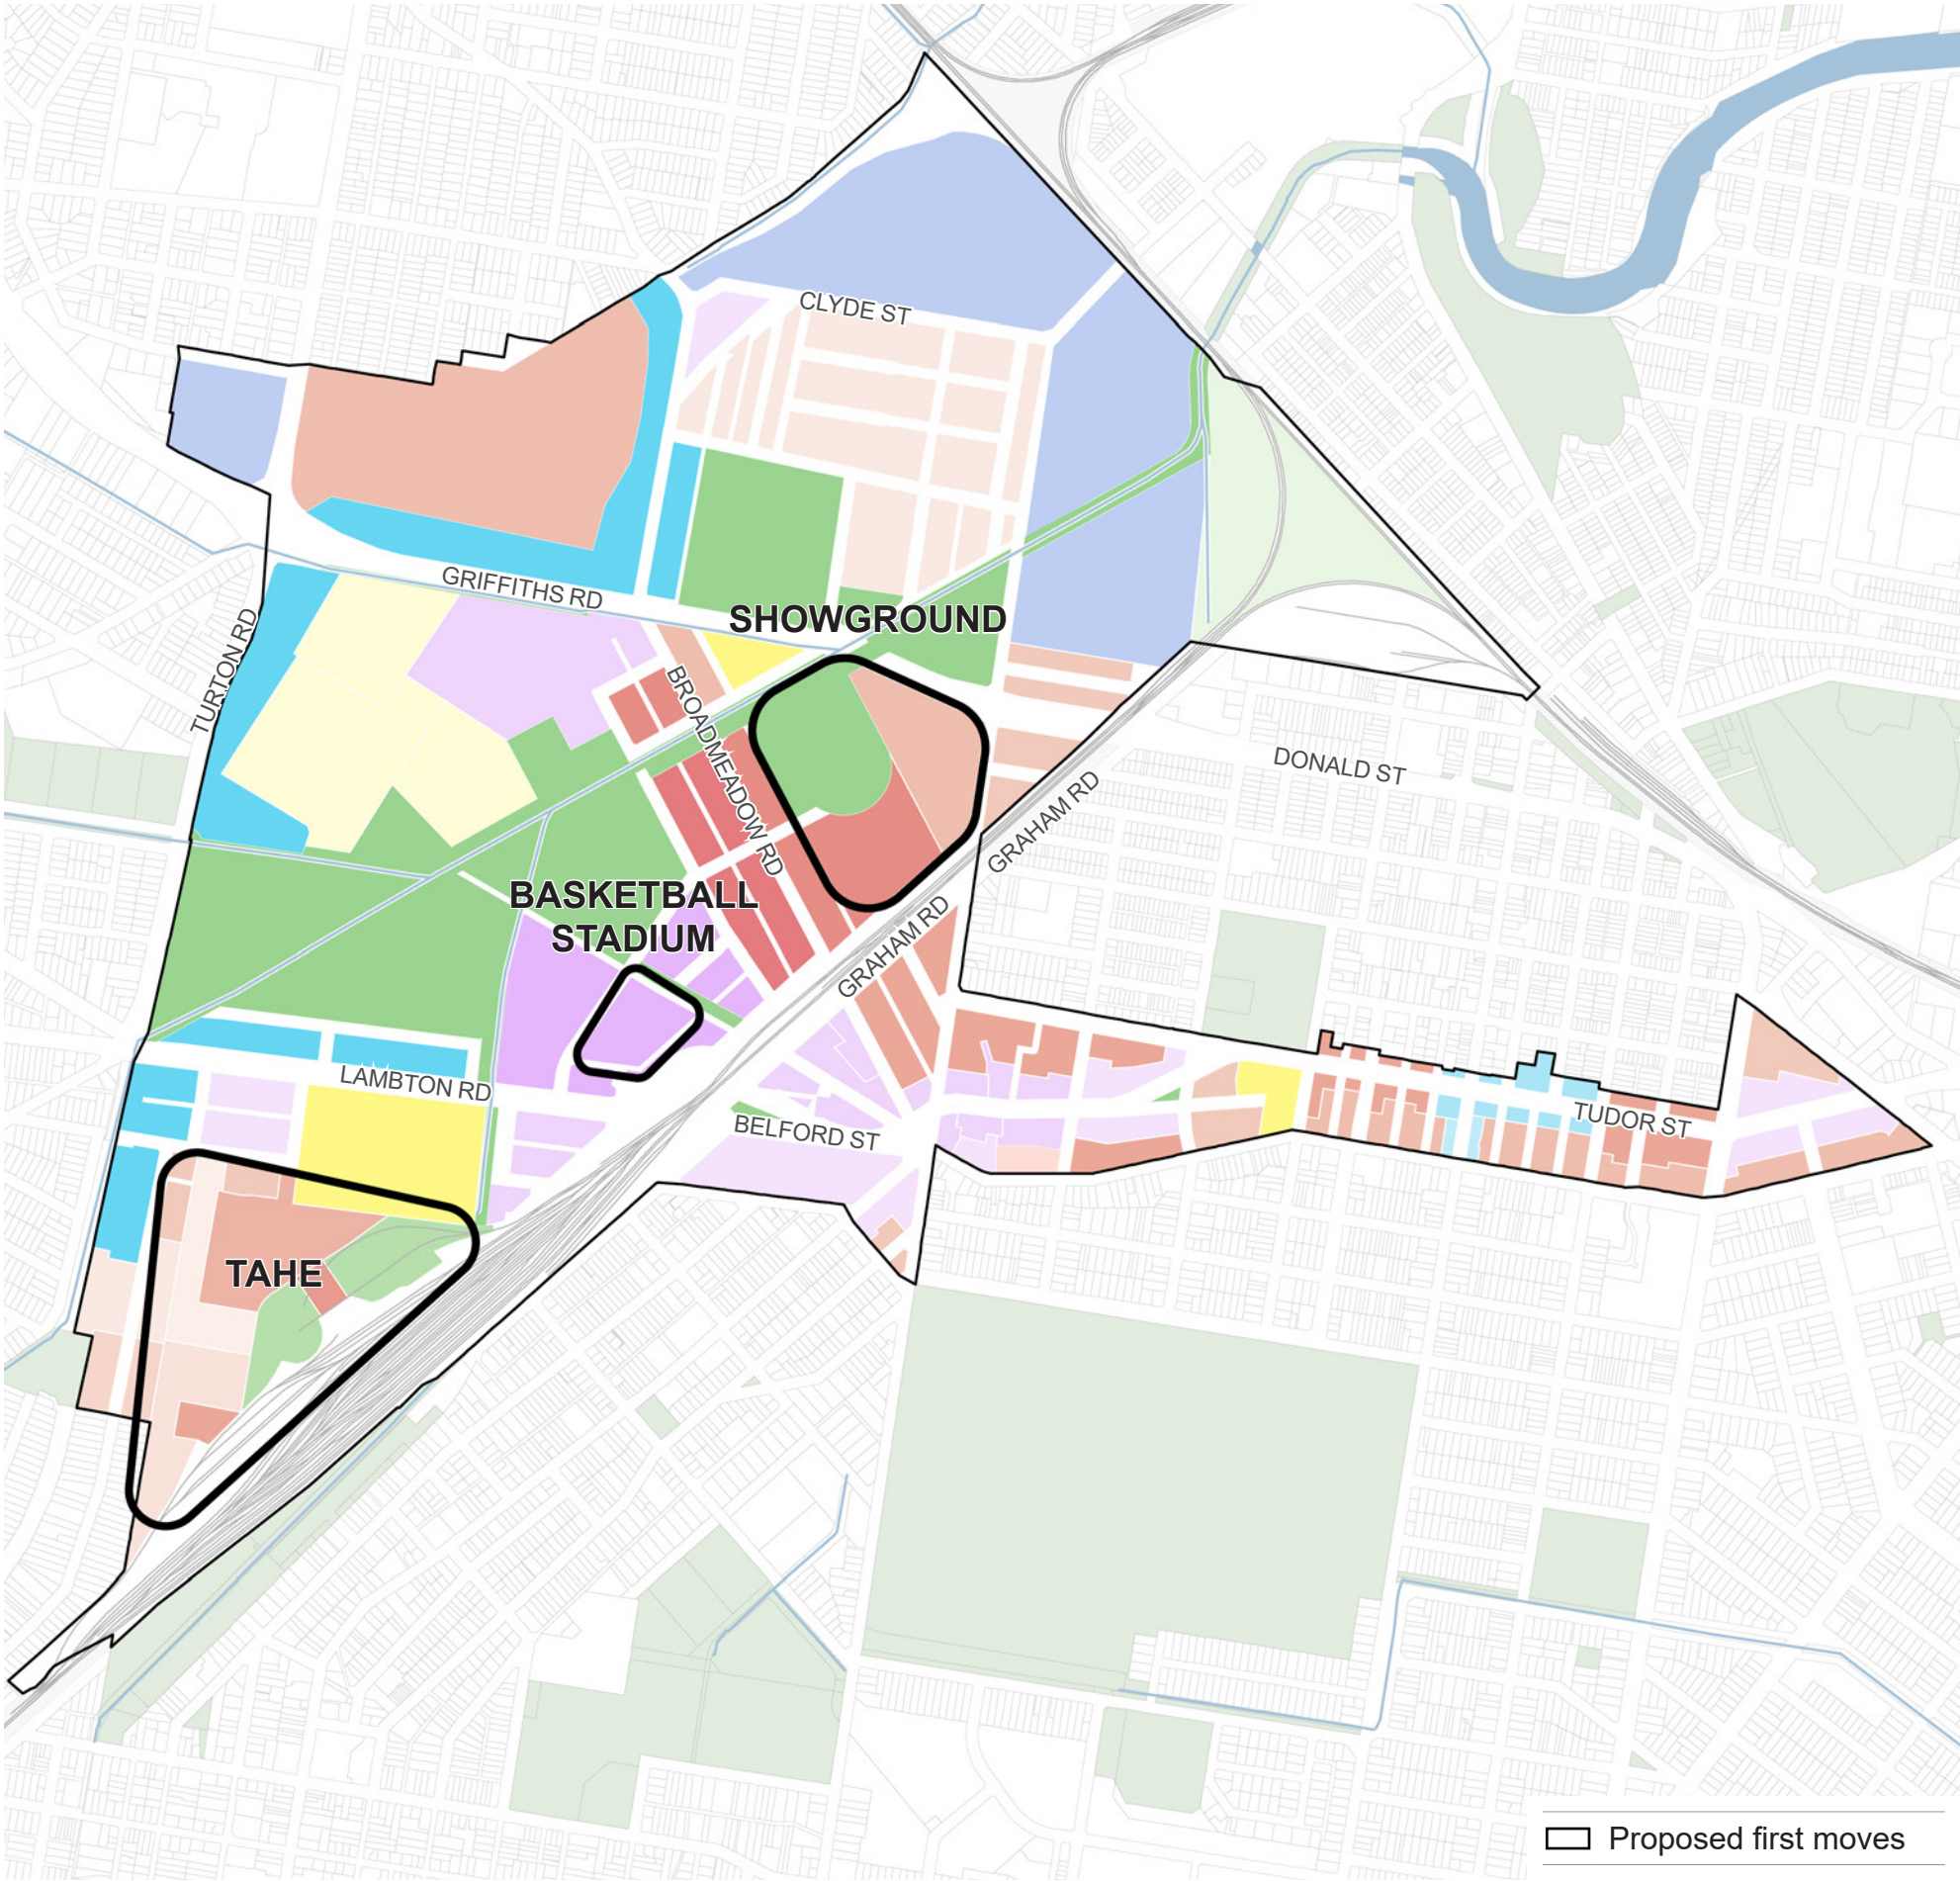 CLYDE ST
GRIFFITHS RD
SHOWGROUND
TURTON RD
BROADMEADOW RD
DONALD ST
GRAHAM RD
BASKETBALL
STADIUM
GRAHAM RD
LAMBTON RD
BELFORD ST
TUDOR ST
TAHE
Proposed first moves